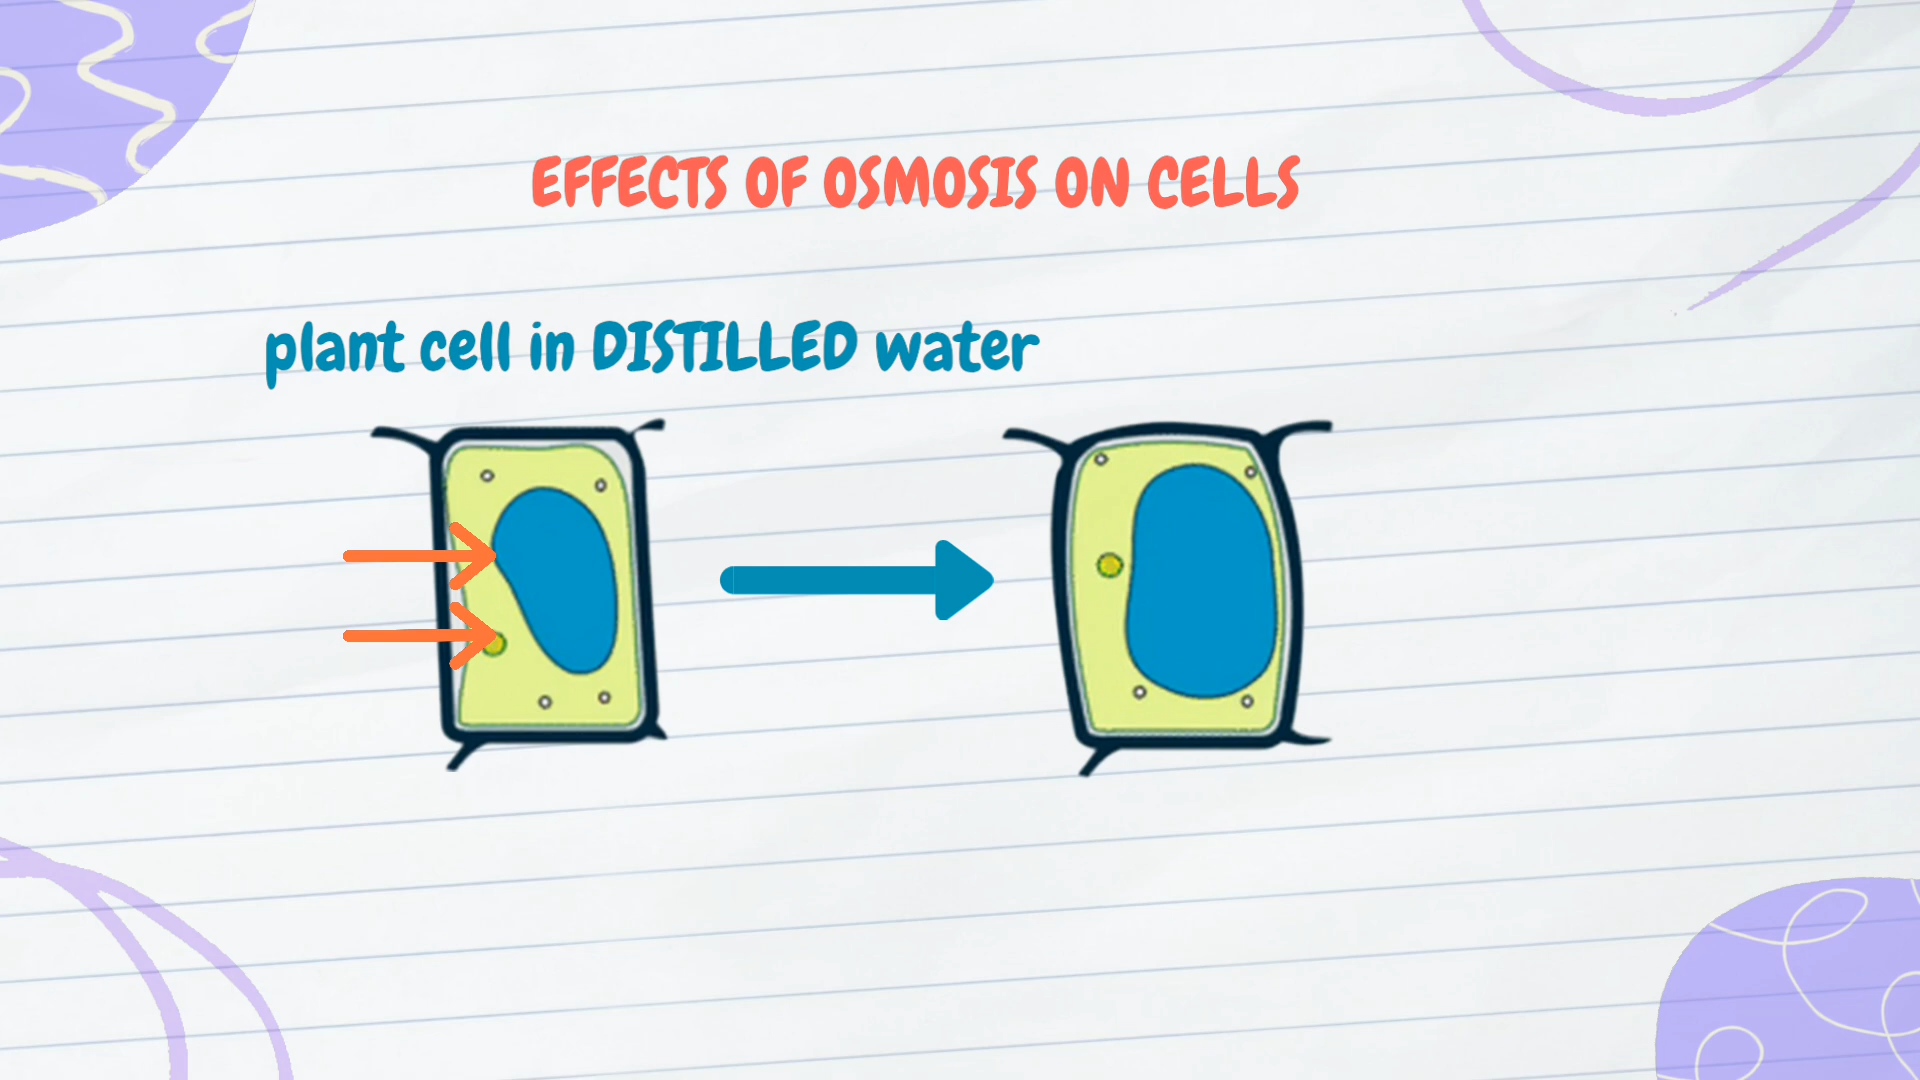 EFFECTS OF OSMOSIS ON CELLS
plant cell in DISTILLED water